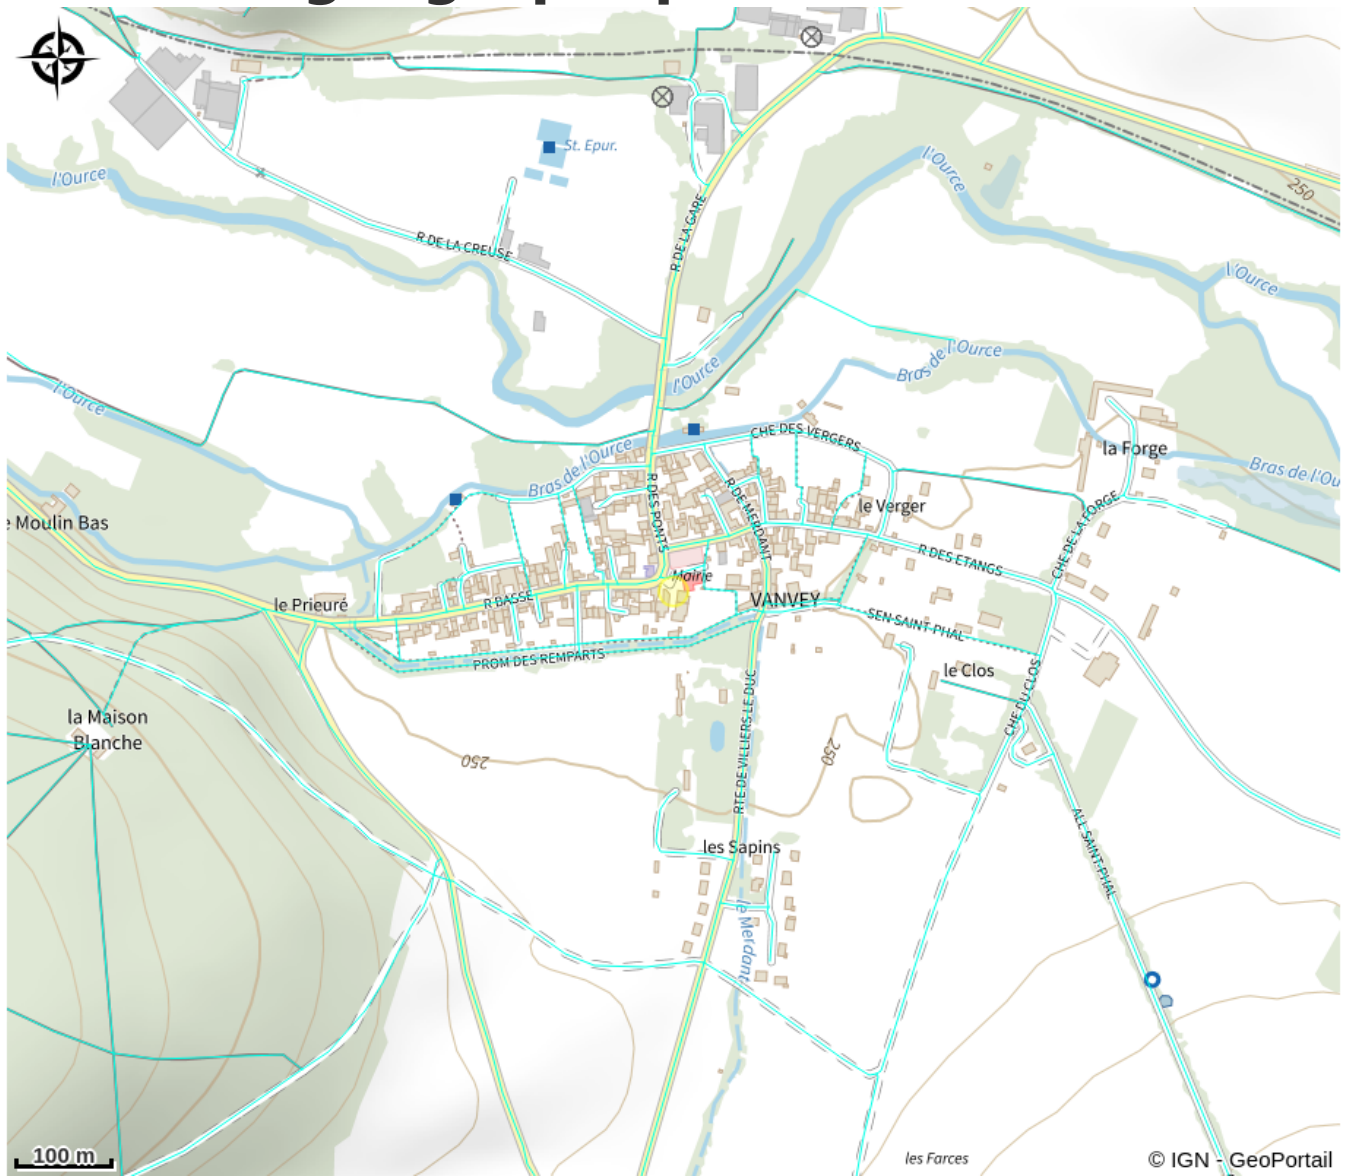 St. Epur.
l'Ource
l'Ource
250
R DE LA GARE
R DE LA CREUSE
l'Ource
l'Ource
Bras de l'Ource
l'Ource
CHE DES VERGERS
la Forge
Bras de l'Ource
Bras de l'Ou
R DES PONTS
R DE MERDANT
le Verger
e Moulin Bas
CHE DE LA FORGE
R DES ETANGS
Mairie
le Prieuré
R BASSE
VANVEY
SEN SAINT-PHAL
PROM DES REMPARTS
le Clos
CHE DU CLOS
la Maison
Blanche
RTE DE VILLIERS LE DUC
250
250
les Sapins
ALL SAINT-PHAL
le Merdant
100 m
les Farces
© IGN - GeoPortail